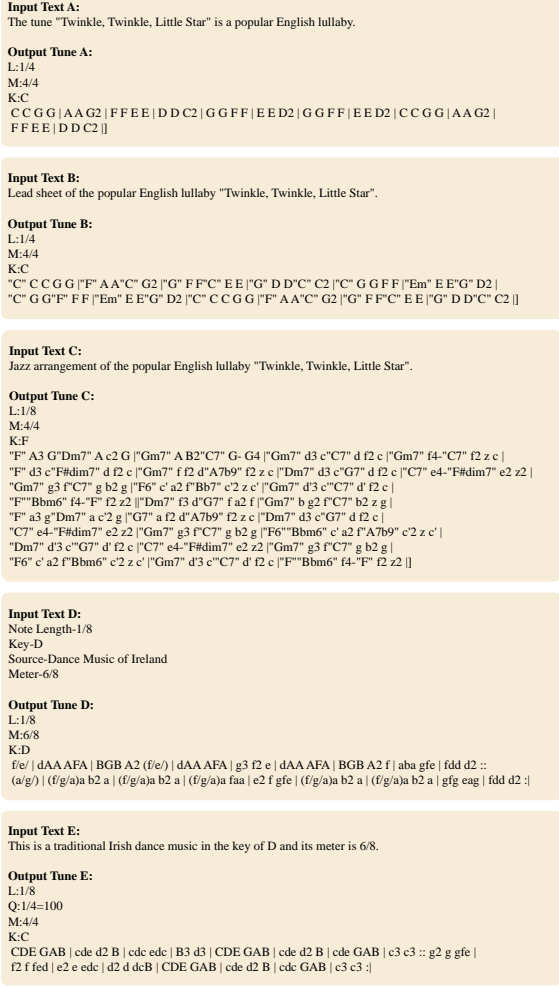 Input Text A:
The tune "Twinkle, Twinkle, Little Star" is a popular English lullaby.
Output Tune A:
L:1/4
M:4/4
K:C
C C G G | A A G2 | F F E E | D D C2 | G G F F | E E D2 | G G F F | E E D2 | C C G G | A A G2 |
F F E E | D D C2 |]
Input Text B:
Lead sheet of the popular English lullaby "Twinkle, Twinkle, Little Star".
Output Tune B:
L:1/4
M:4/4
K:C
"C" C C G G |"F" A A"C" G2 |"G" F F"C" E E |"G" D D"C" C2 |"C" G G F F |"Em" E E"G" D2 |
"C" G G"F" F F |"Em" E E"G" D2 |"C" C C G G |"F" A A"C" G2 |"G" F F"C" E E |"G" D D"C" C2 |]
Input Text C:
Jazz arrangement of the popular English lullaby "Twinkle, Twinkle, Little Star".
Output Tune C:
L:1/8
M:4/4
K:F
"F" A3 G"Dm7" A c2 G |"Gm7" A B2"C7" G- G4 |"Gm7" d3 c"C7" d f2 c |"Gm7" f4-"C7" f2 z c |
"F" d3 c"F#dim7" d f2 c |"Gm7" f f2 d"A7b9" f2 z c |"Dm7" d3 c"G7" d f2 c |"C7" e4-"F#dim7" e2 z2 |
"Gm7" g3 f"C7" g b2 g |"F6" c' a2 f"Bb7" c'2 z c' |"Gm7" d'3 c'"C7" d' f2 c |
"F""Bbm6" f4-"F" f2 z2 ||"Dm7" f3 d"G7" f a2 f |"Gm7" b g2 f"C7" b2 z g |
"F" a3 g"Dm7" a c'2 g |"G7" a f2 d"A7b9" f2 z c |"Dm7" d3 c"G7" d f2 c |
"C7" e4-"F#dim7" e2 z2 |"Gm7" g3 f"C7" g b2 g |"F6""Bbm6" c' a2 f"A7b9" c'2 z c' |
"Dm7" d'3 c'"G7" d' f2 c |"C7" e4-"F#dim7" e2 z2 |"Gm7" g3 f"C7" g b2 g |
"F6" c' a2 f"Bbm6" c'2 z c' |"Gm7" d'3 c'"C7" d' f2 c |"F""Bbm6" f4-"F" f2 z2 |]
Input Text D:
Note Length-1/8
Key-D
Source-Dance Music of Ireland
Meter-6/8
Output Tune D:
L:1/8
M:6/8
K:D
f/e/ | dAA AFA | BGB A2 (f/e/) | dAA AFA | g3 f2 e | dAA AFA | BGB A2 f | aba gfe | fdd d2 ::
(a/g/) | (f/g/a)a b2 a | (f/g/a)a b2 a | (f/g/a)a faa | e2 f gfe | (f/g/a)a b2 a | (f/g/a)a b2 a | gfg eag | fdd d2 :|
Input Text E:
This is a traditional Irish dance music in the key of D and its meter is 6/8.
Output Tune E:
L:1/8
Q:1/4=100
M:4/4
K:C
CDE GAB | cde d2 B | cdc edc | B3 d3 | CDE GAB | cde d2 B | cde GAB | c3 c3 :: g2 g gfe |
f2 f fed | e2 e edc | d2 d dcB | CDE GAB | cde d2 B | cdc GAB | c3 c3 :|